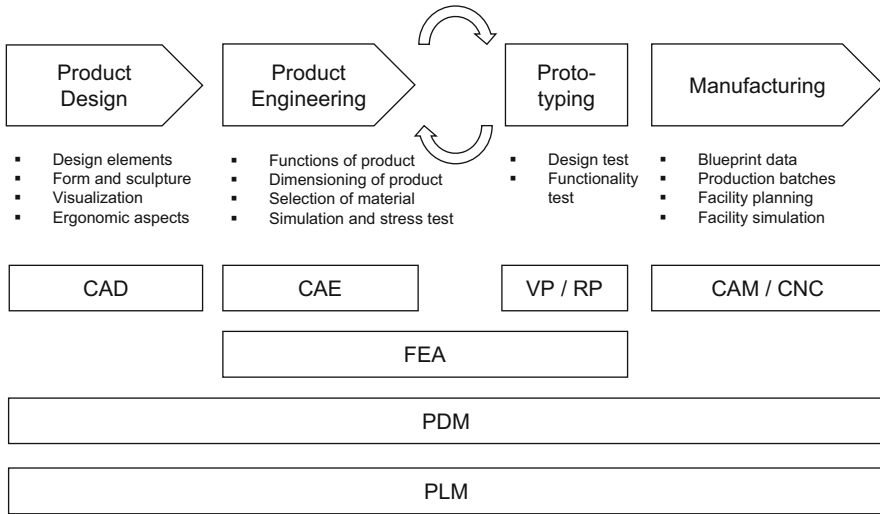 Product
Design
Product
Engineering
Proto-
typing
Manufacturing
▪ Design elements
▪ Form and sculpture
▪ Visualization
▪ Ergonomic aspects
▪ Functions of product
▪ Dimensioning of product
▪ Selection of material
▪ Simulation and stress test
▪ Design test
▪ Functionality
test
▪ Blueprint data
▪ Production batches
▪ Facility planning
▪ Facility simulation
CAD
CAE
VP / RP
CAM / CNC
FEA
PDM
PLM